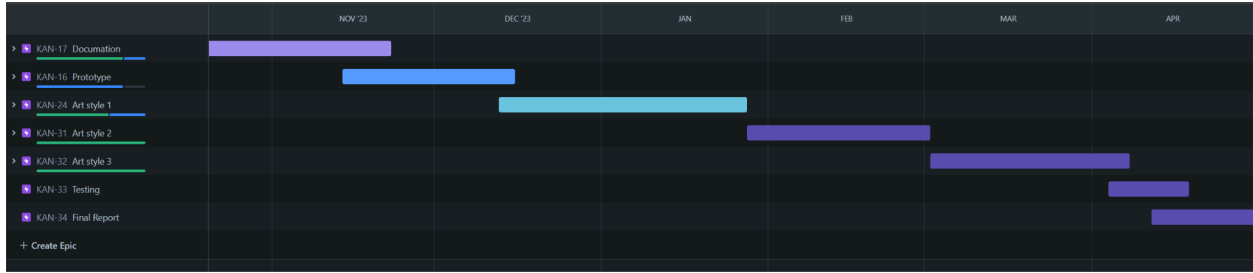 NOV '23 DEC '23 JAN FEB MAR APR
KAN-17 Documation
KAN-16 Prototype
KAN-24 Art style 1
KAN-31 Art style 2
KAN-32 Art style 3
KAN-33 Testing
KAN-34 Final Report
+ Create Epic